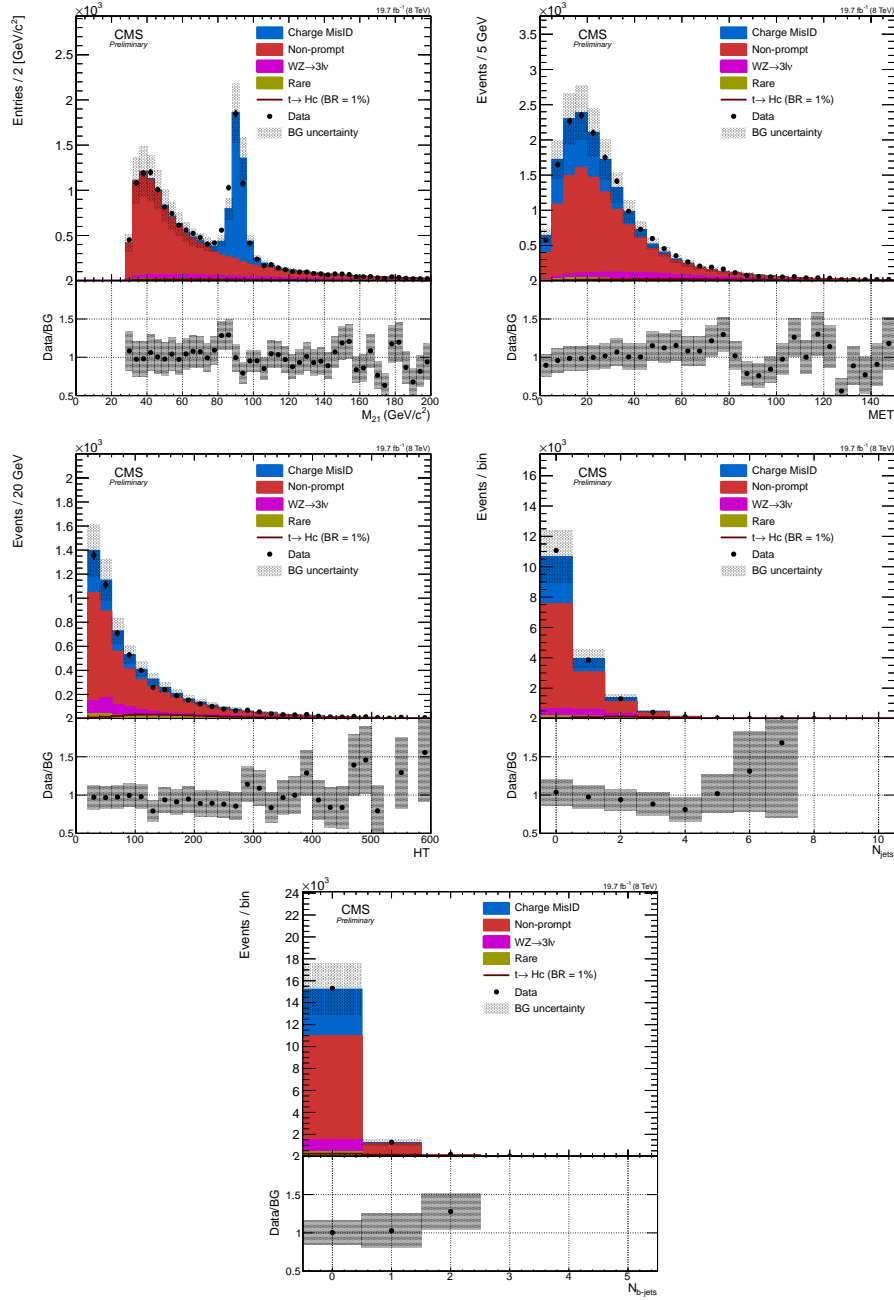 ×10³
19.7 fb⁻¹ (8 TeV)
CMS
Preliminary
Entries / 2 [GeV/c²]
Charge MisID
Non-prompt
WZ→3lν
Rare
t→ Hc (BR = 1%)
Data
BG uncertainty
2.5
2
1.5
1
0.5
2
Data/BG
1.5
1
0.5
0 20 40 60 80 100 120 140 160 180 200
M₂₁ (GeV/c²)
×10³
19.7 fb⁻¹ (8 TeV)
CMS
Preliminary
Events / 5 GeV
Charge MisID
Non-prompt
WZ→3lν
Rare
t→ Hc (BR = 1%)
Data
BG uncertainty
3.5
3
2.5
2
1.5
1
0.5
2
Data/BG
1.5
1
0.5
0 20 40 60 80 100 120 140
MET
×10³
19.7 fb⁻¹ (8 TeV)
CMS
Preliminary
Events / 20 GeV
Charge MisID
Non-prompt
WZ→3lν
Rare
t→ Hc (BR = 1%)
Data
BG uncertainty
2.2
2
1.8
1.6
1.4
1.2
1
0.8
0.6
0.4
0.2
2
Data/BG
1.5
1
0.5
0 100 200 300 400 500 600
HT
×10³
19.7 fb⁻¹ (8 TeV)
CMS
Preliminary
Events / bin
Charge MisID
Non-prompt
WZ→3lν
Rare
t→ Hc (BR = 1%)
Data
BG uncertainty
16
14
12
10
8
6
4
2
2
Data/BG
1.5
1
0.5
0 2 4 6 8 10
N_jets
×10³
19.7 fb⁻¹ (8 TeV)
CMS
Preliminary
Events / bin
Charge MisID
Non-prompt
WZ→3lν
Rare
t→ Hc (BR = 1%)
Data
BG uncertainty
24
22
20
18
16
14
12
10
8
6
4
2
2
Data/BG
1.5
1
0.5
0 1 2 3 4 5
N_b-jets